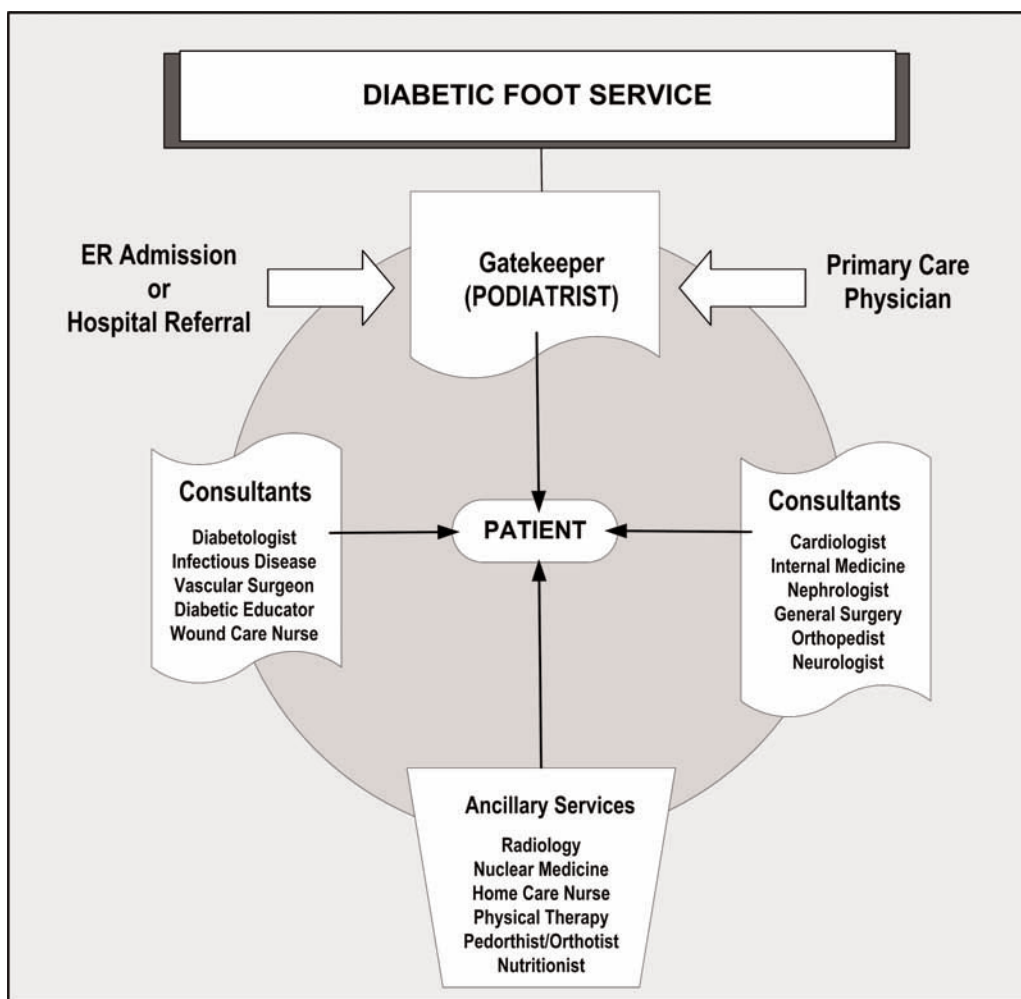 DIABETIC FOOT SERVICE
ER Admission
or
Hospital Referral
Gatekeeper
(PODIATRIST)
Primary Care
Physician
Consultants
Diabetologist
Infectious Disease
Vascular Surgeon
Diabetic Educator
Wound Care Nurse
PATIENT
Consultants
Cardiologist
Internal Medicine
Nephrologist
General Surgery
Orthopedist
Neurologist
Ancillary Services
Radiology
Nuclear Medicine
Home Care Nurse
Physical Therapy
Pedorthist/Orthotist
Nutritionist